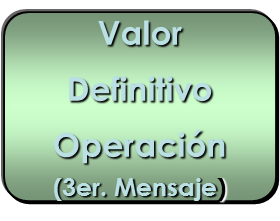 Valor
Definitivo
Operación
(3er. Mensaje)